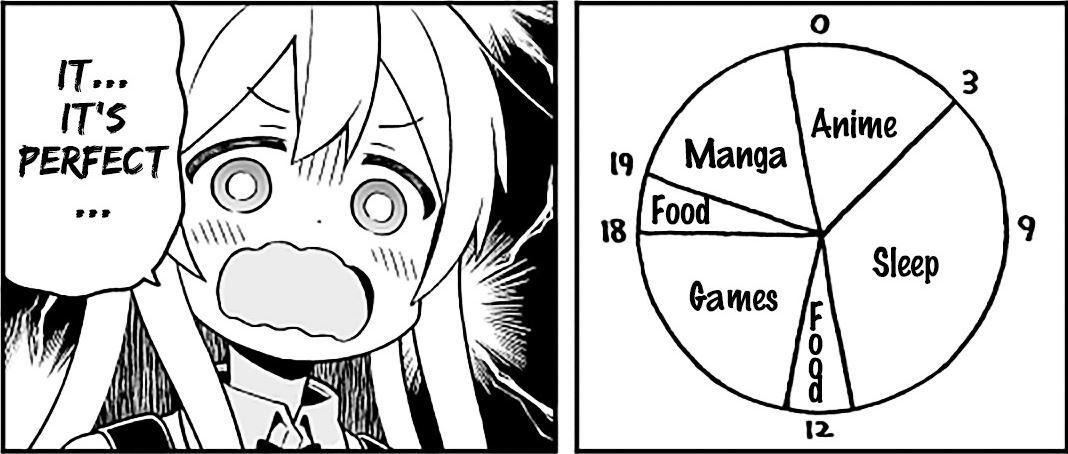 IT...
IT'S
PERFECT
...
0
3
Anime
Manga
19
Food
18
9
Sleep
Games
Food
12